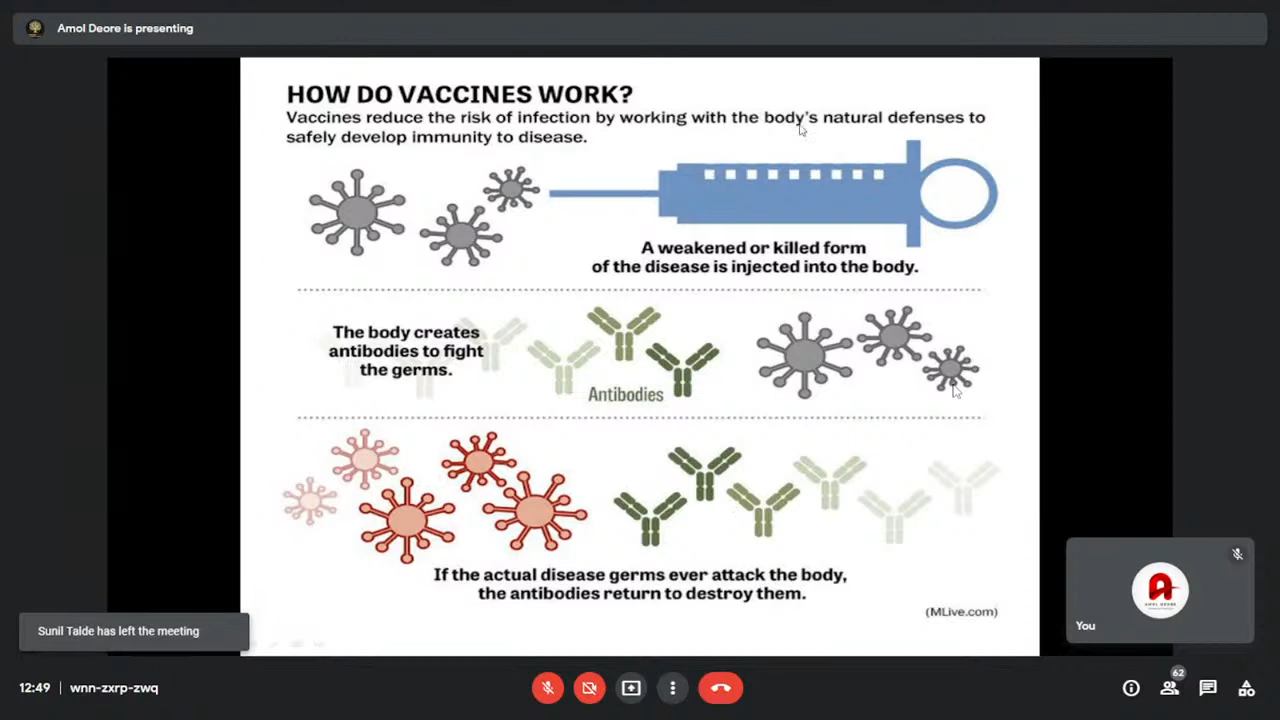 Amol Deore is presenting
HOW DO VACCINES WORK?
Vaccines reduce the risk of infection by working with the body's natural defenses to
safely develop immunity to disease.
A weakened or killed form
of the disease is injected into the body.
The body creates
antibodies to fight
the germs.
Antibodies
If the actual disease germs ever attack the body,
the antibodies return to destroy them.
(MLive.com)
A
AMOL DEORE
You
Sunil Talde has left the meeting
12:49 | wnn-zxrp-zwq
62